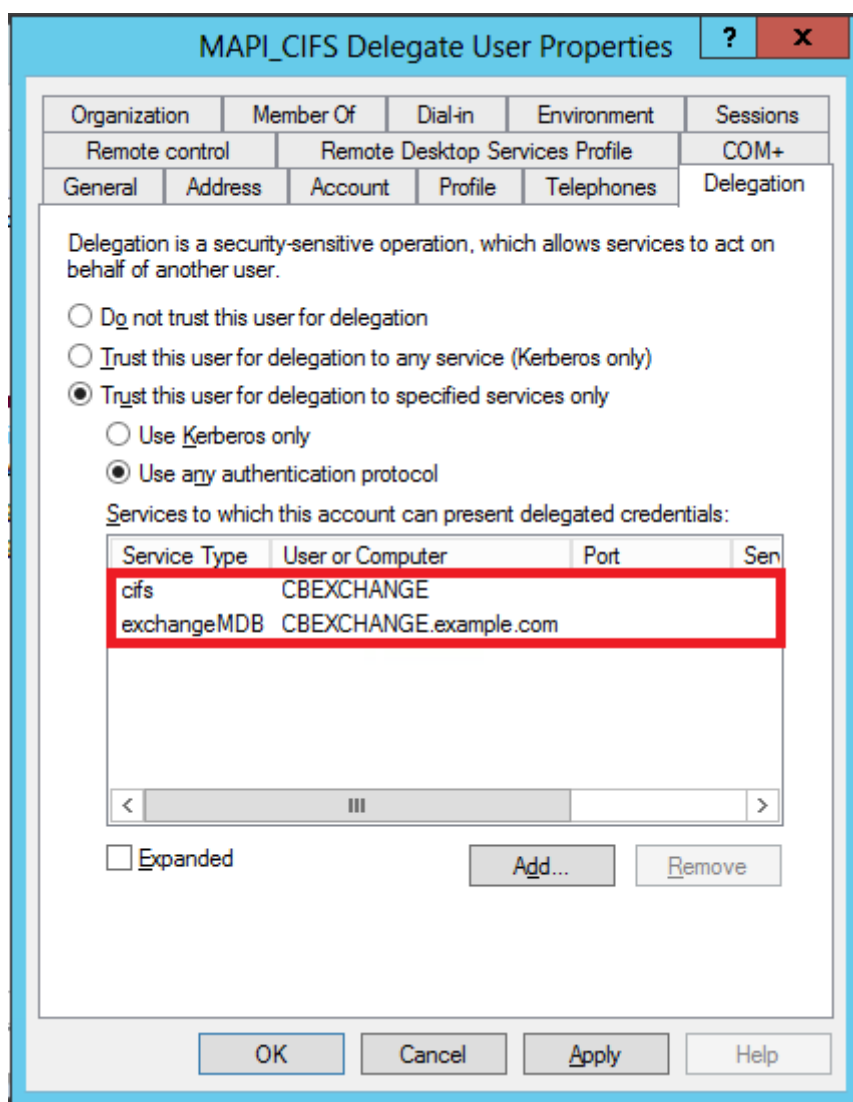 MAPI_CIFS Delegate User Properties ? x
Organization Member Of Dial-in Environment Sessions
Remote control Remote Desktop Services Profile COM+
General Address Account Profile Telephones Delegation
Delegation is a security-sensitive operation, which allows services to act on
behalf of another user.
Do not trust this user for delegation
Trust this user for delegation to any service (Kerberos only)
Trust this user for delegation to specified services only
Use Kerberos only
Use any authentication protocol
Services to which this account can present delegated credentials:
Service Type User or Computer Port Serv
cifs CBEXCHANGE
exchangeMDB CBEXCHANGE.example.com
Expanded Add... Remove
OK Cancel Apply Help